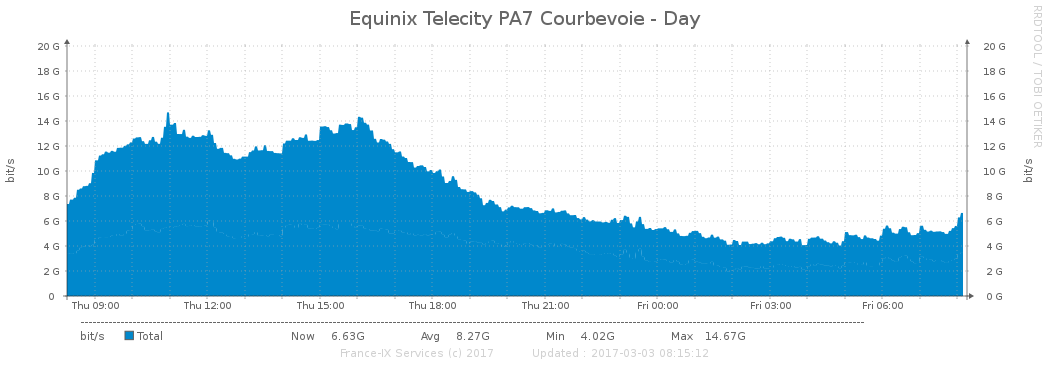 Equinix Telecity PA7 Courbevoie - Day
RRDTOOL / TOBI OETIKER
bit/s
20 G 20 G
18 G 18 G
16 G 16 G
14 G 14 G
12 G 12 G
10 G 10 G
8 G 8 G
6 G 6 G
4 G 4 G
2 G 2 G
0 0 G
bit/s
Thu 09:00 Thu 12:00 Thu 15:00 Thu 18:00 Thu 21:00 Fri 00:00 Fri 03:00 Fri 06:00
bit/s Total Now 6.63G Avg 8.27G Min 4.02G Max 14.67G
France-IX Services (c) 2017 Updated : 2017-03-03 08:15:12